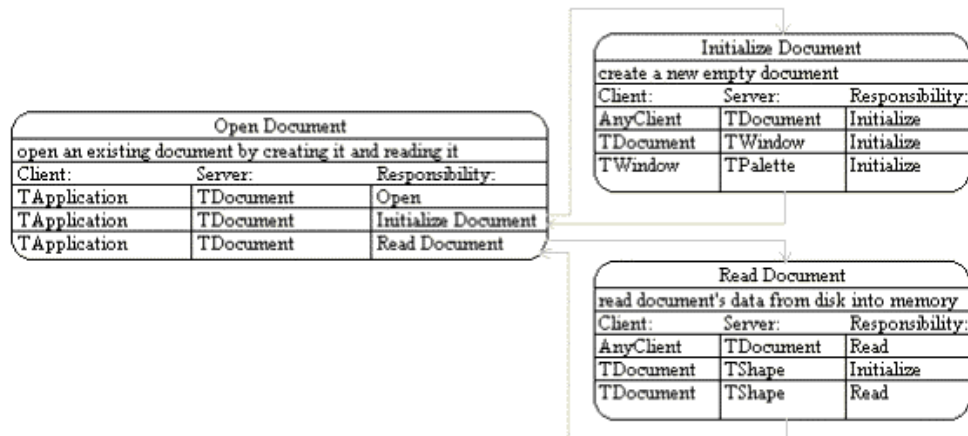 Open Document
open an existing document by creating it and reading it
Client: Server: Responsibility:
TApplication TDocument Open
TApplication TDocument Initialize Document
TApplication TDocument Read Document
Initialize Document
create a new empty document
Client: Server: Responsibility:
AnyClient TDocument Initialize
TDocument TWindow Initialize
TWindow TPalette Initialize
Read Document
read document's data from disk into memory
Client: Server: Responsibility:
AnyClient TDocument Read
TDocument TShape Initialize
TDocument TShape Read